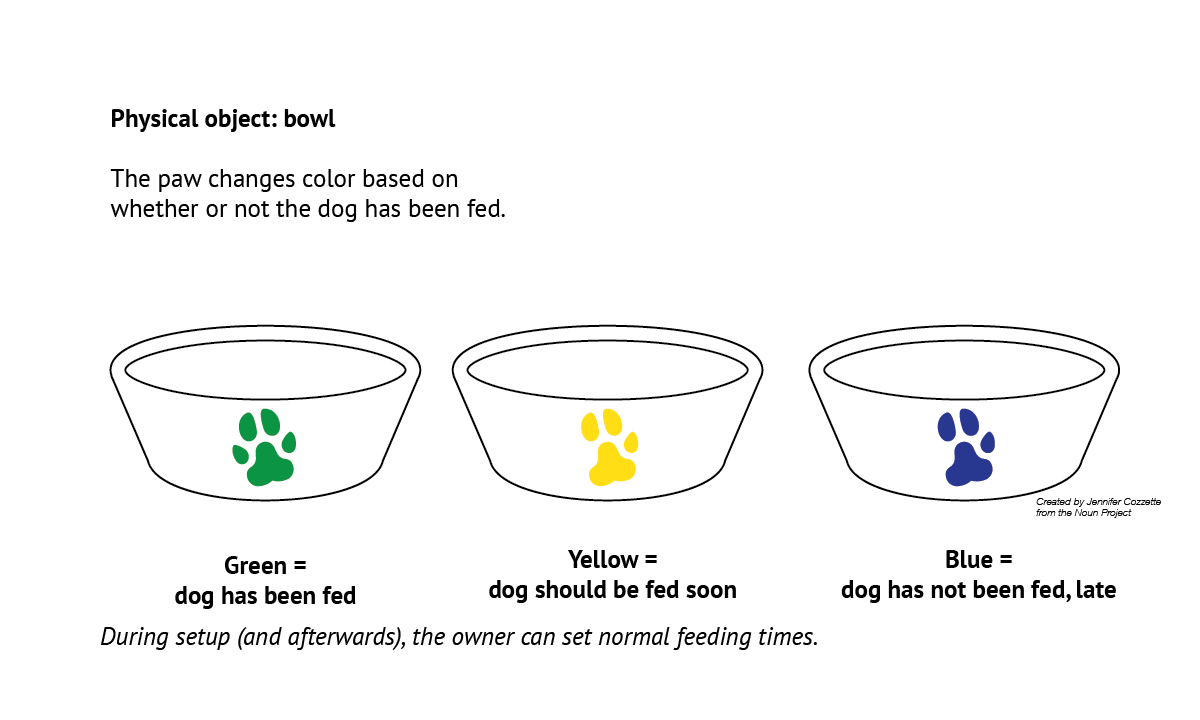 Physical object: bowl
The paw changes color based on
whether or not the dog has been fed.
Created by Jennifer Cozzette
from the Noun Project
Green =
dog has been fed
Yellow =
dog should be fed soon
Blue =
dog has not been fed, late
During setup (and afterwards), the owner can set normal feeding times.